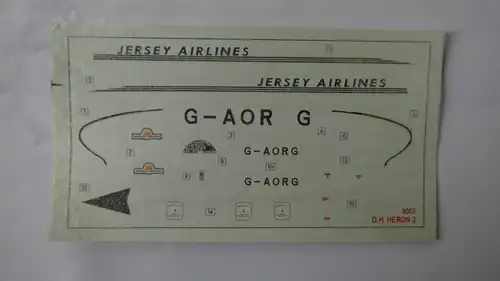 JERSEY AIRLINES
JERSEY AIRLINES
G-AOR G
G-AORG
G-AORG
D.H. HERON 2